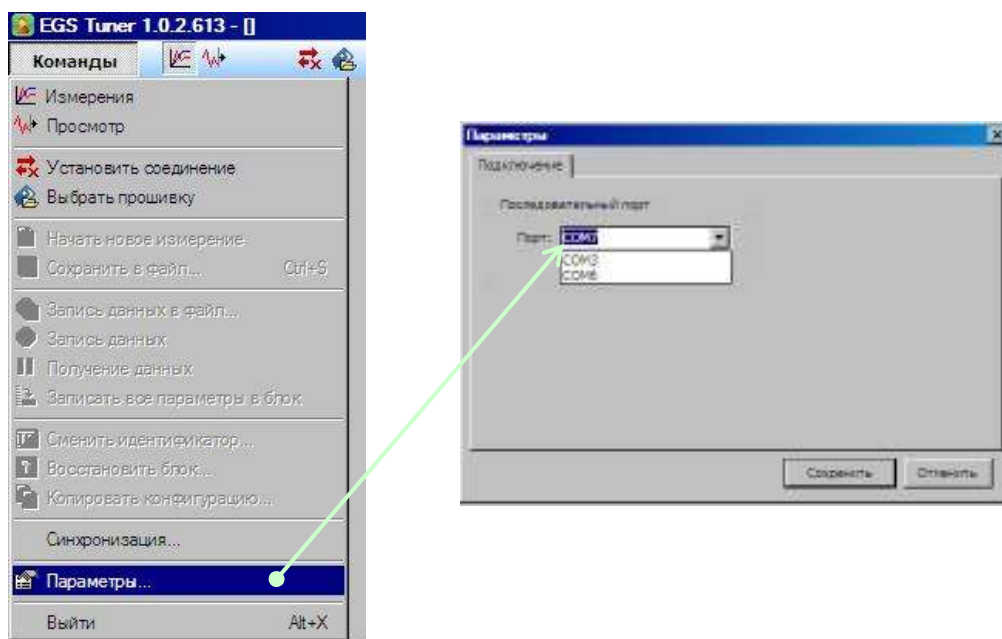 EGS Tuner 1.0.2.613 - []
Команды
Измерения
Просмотр
Установить соединение
Выбрать прошивку
Начать новое измерение
Сохранить в файл... Ctrl+S
Запись данных в файл...
Запись данных
Получение данных
Записать все параметры в блок
Сменить идентификатор...
Восстановить блок...
Копировать конфигурацию...
Синхронизация...
Параметры...
Выйти Alt+X
Параметры
Подключение
Последовательный порт
Порт: COM7
COM3
COM6
Сохранить Отменить